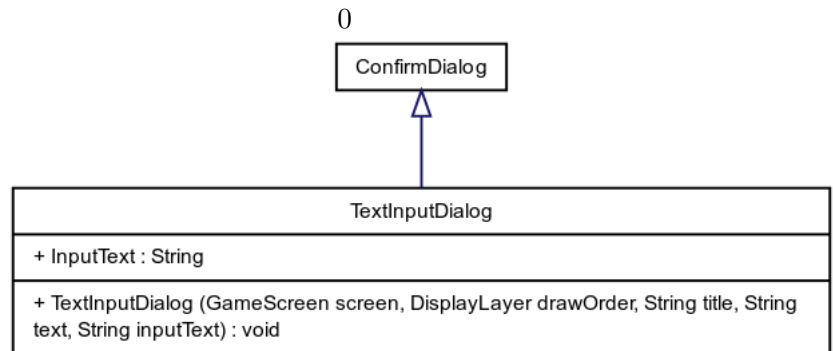 0
ConfirmDialog
TextInputDialog
+ InputText : String
+ TextInputDialog (GameScreen screen, DisplayLayer drawOrder, String title, String
text, String inputText) : void